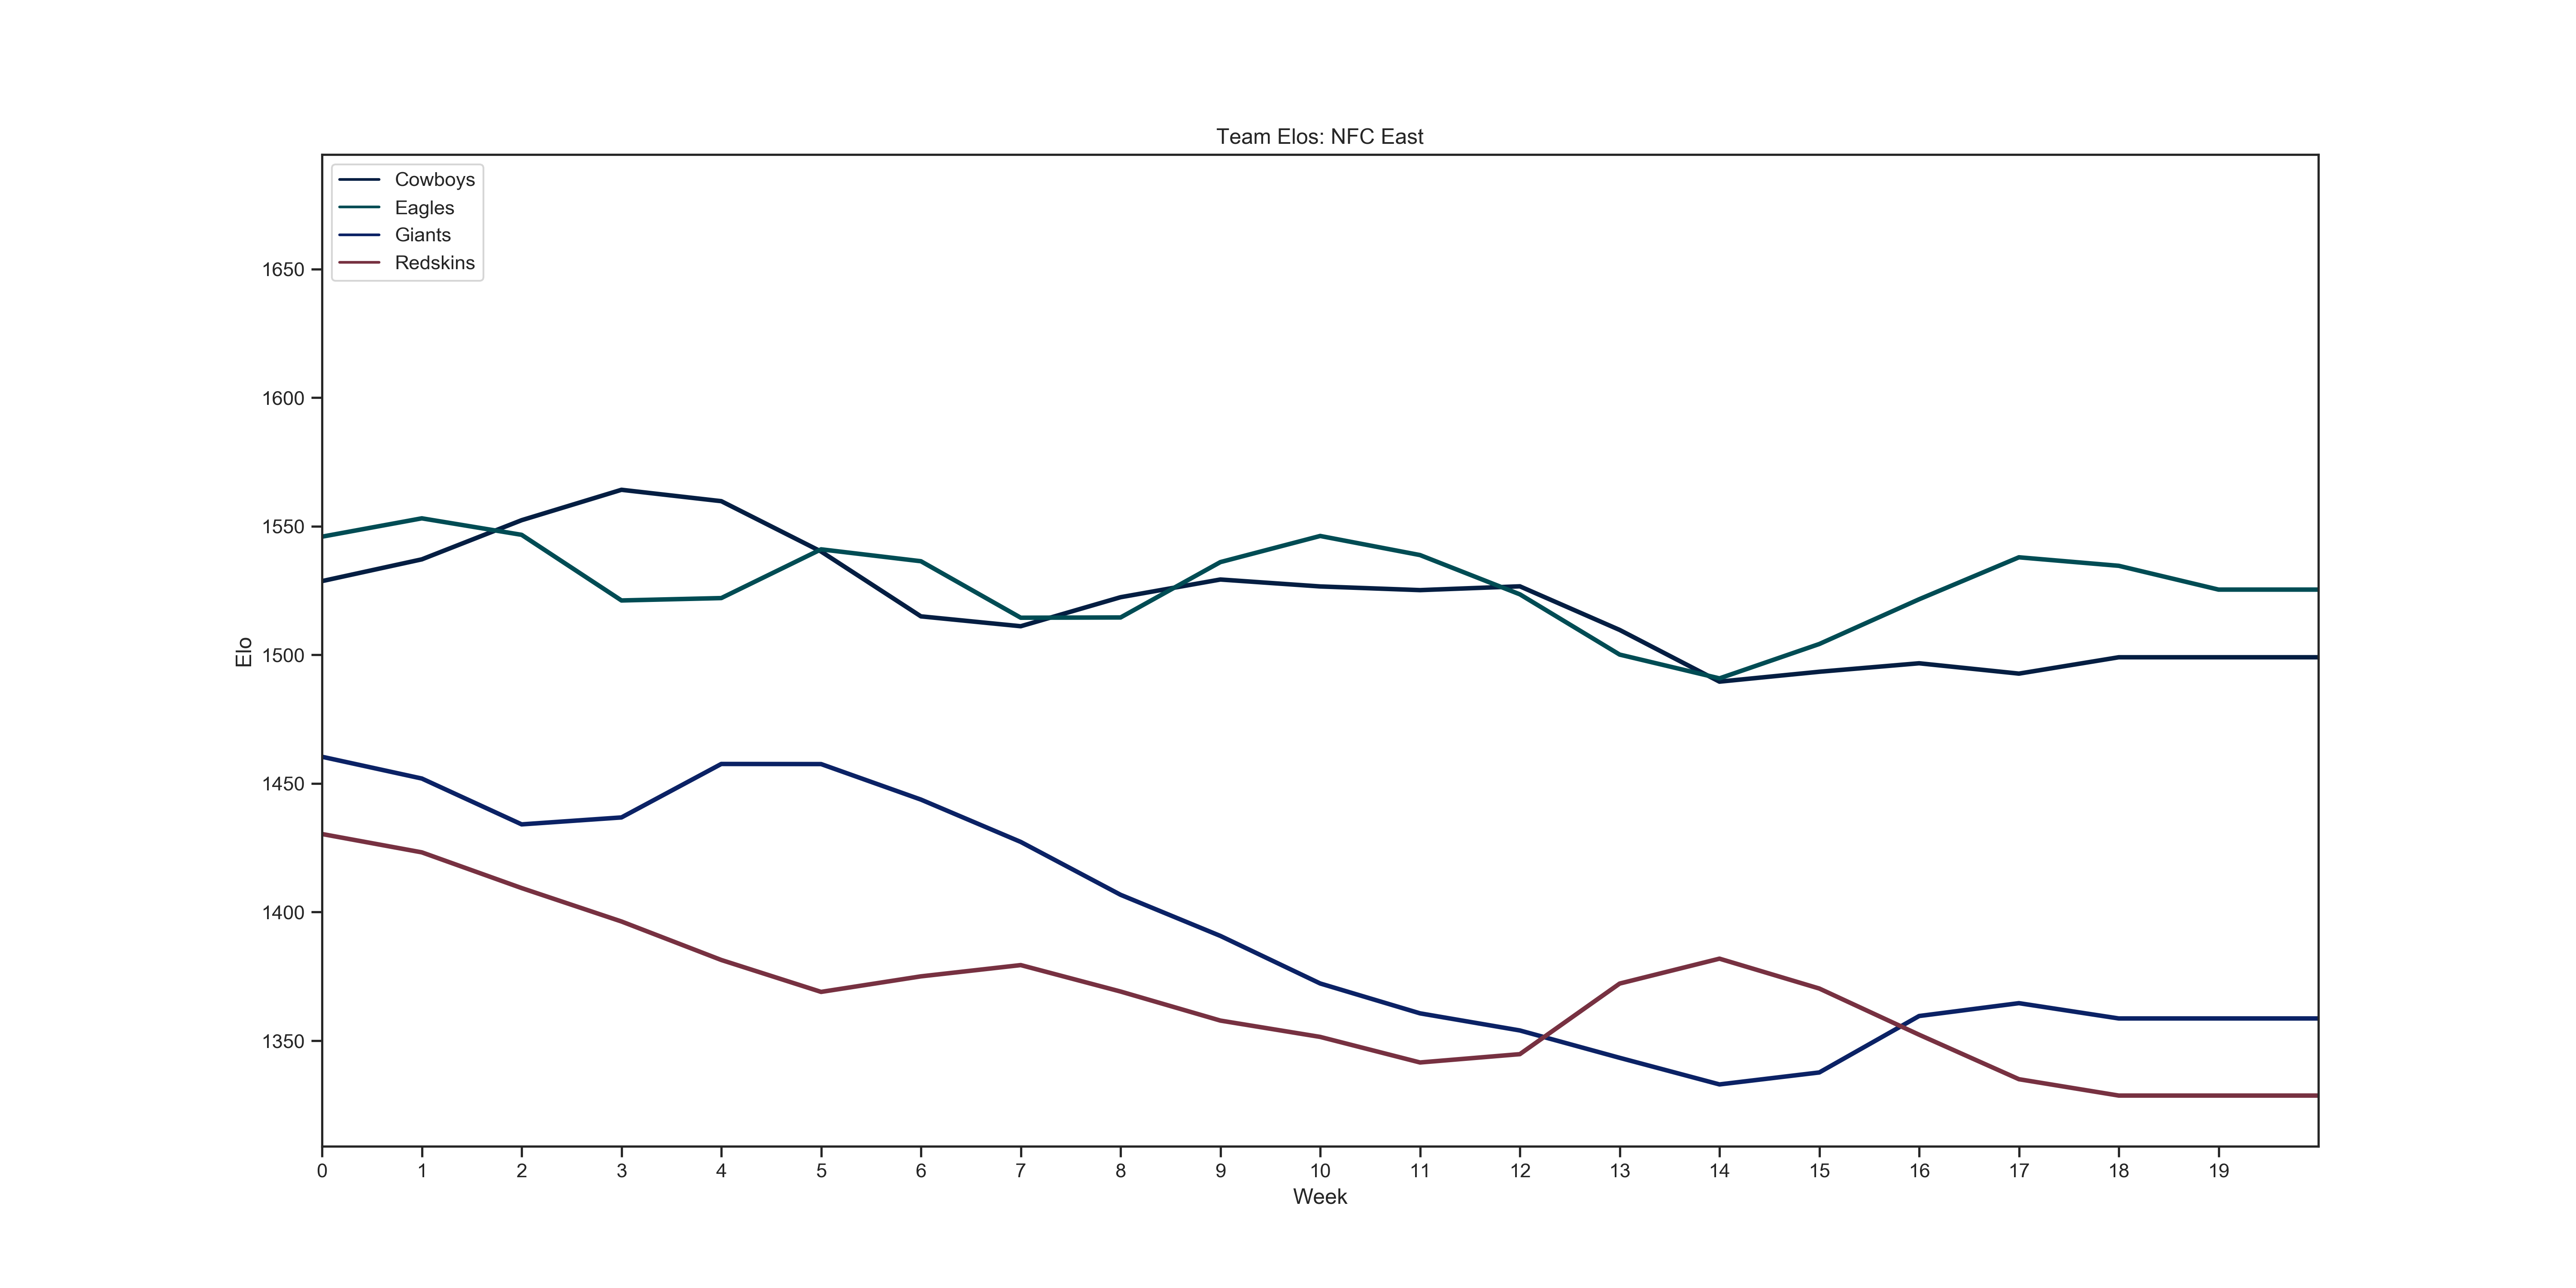 Team Elos: NFC East
Cowboys
Eagles
Giants
Redskins
1650
1600
1550
1500
1450
1400
1350
Elo
0 1 2 3 4 5 6 7 8 9 10 11 12 13 14 15 16 17 18 19
Week